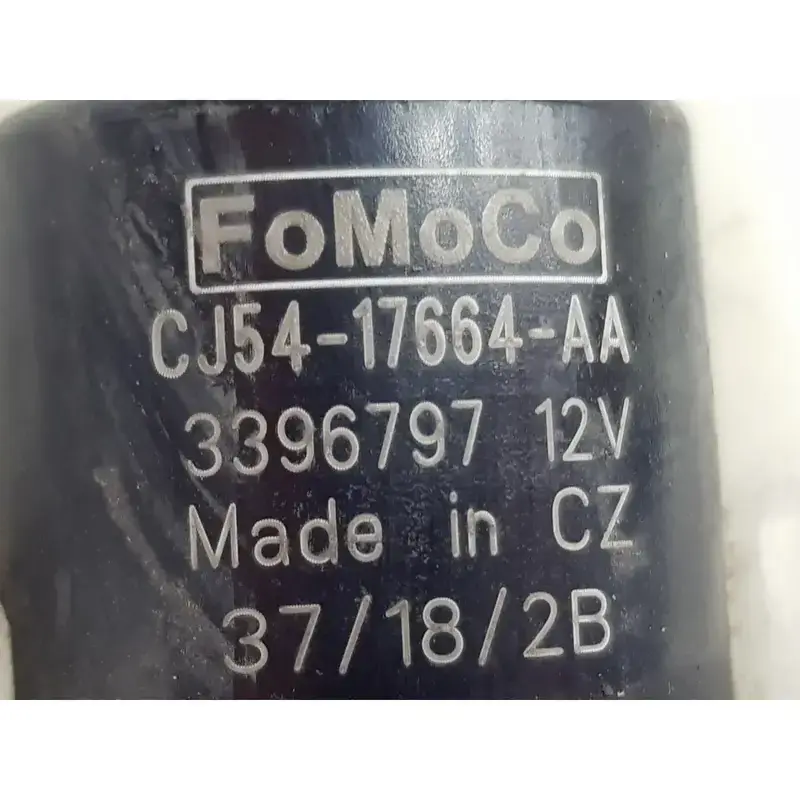 FoMoCo
CJ54-17664-AA
3396797 12V
Made in CZ
37/18/2B